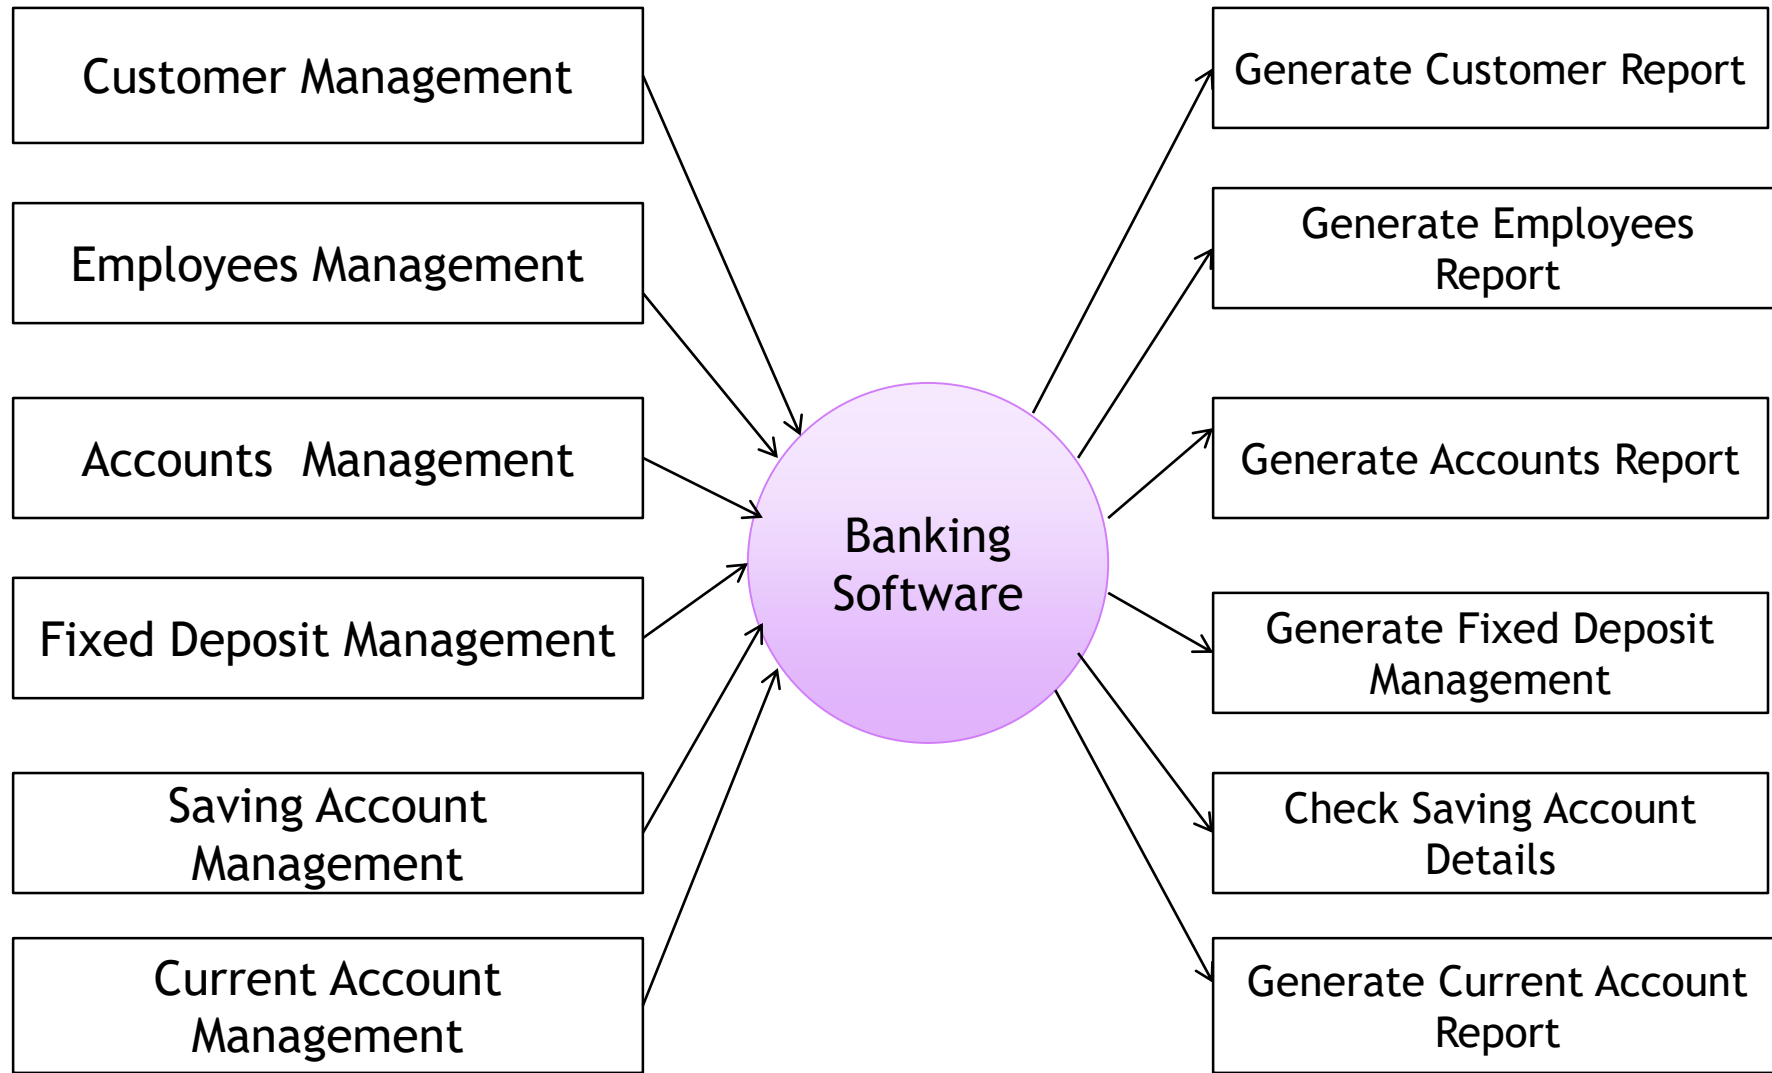 Customer Management
Employees Management
Accounts  Management
Fixed Deposit Management
Saving Account
Management
Current Account
Management
Banking
Software
Generate Customer Report
Generate Employees
Report
Generate Accounts Report
Generate Fixed Deposit
Management
Check Saving Account
Details
Generate Current Account
Report